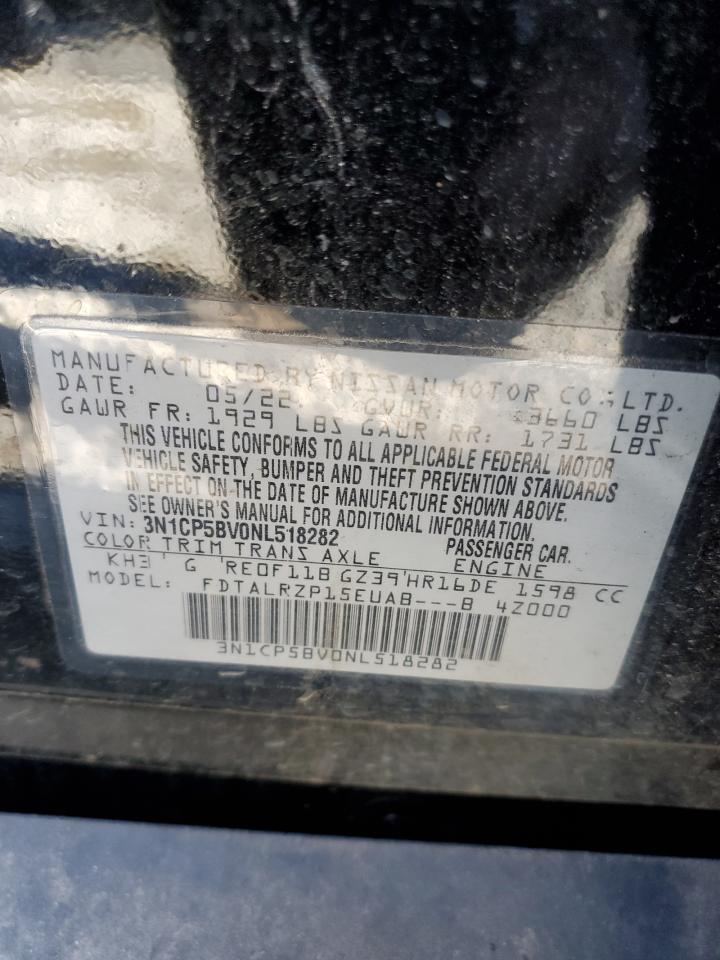 MANUFACTURED BY NISSAN MOTOR CO.,LTD.
DATE: 05/22 GVWR: 3660 LBS
GAWR FR: 1929 LBS GAWR RR: 1731 LBS
THIS VEHICLE CONFORMS TO ALL APPLICABLE FEDERAL MOTOR
VEHICLE SAFETY, BUMPER AND THEFT PREVENTION STANDARDS
IN EFFECT ON THE DATE OF MANUFACTURE SHOWN ABOVE.
SEE OWNER'S MANUAL FOR ADDITIONAL INFORMATION.
VIN: 3N1CP5BV0NL518282 PASSENGER CAR.
COLOR TRIM TRANS AXLE ENGINE
KH3 G RE0F11B GZ39 HR16DE 1598 CC
MODEL: FDTALRZP15EUAB---B 4Z000
3N1CP5BV0NL518282